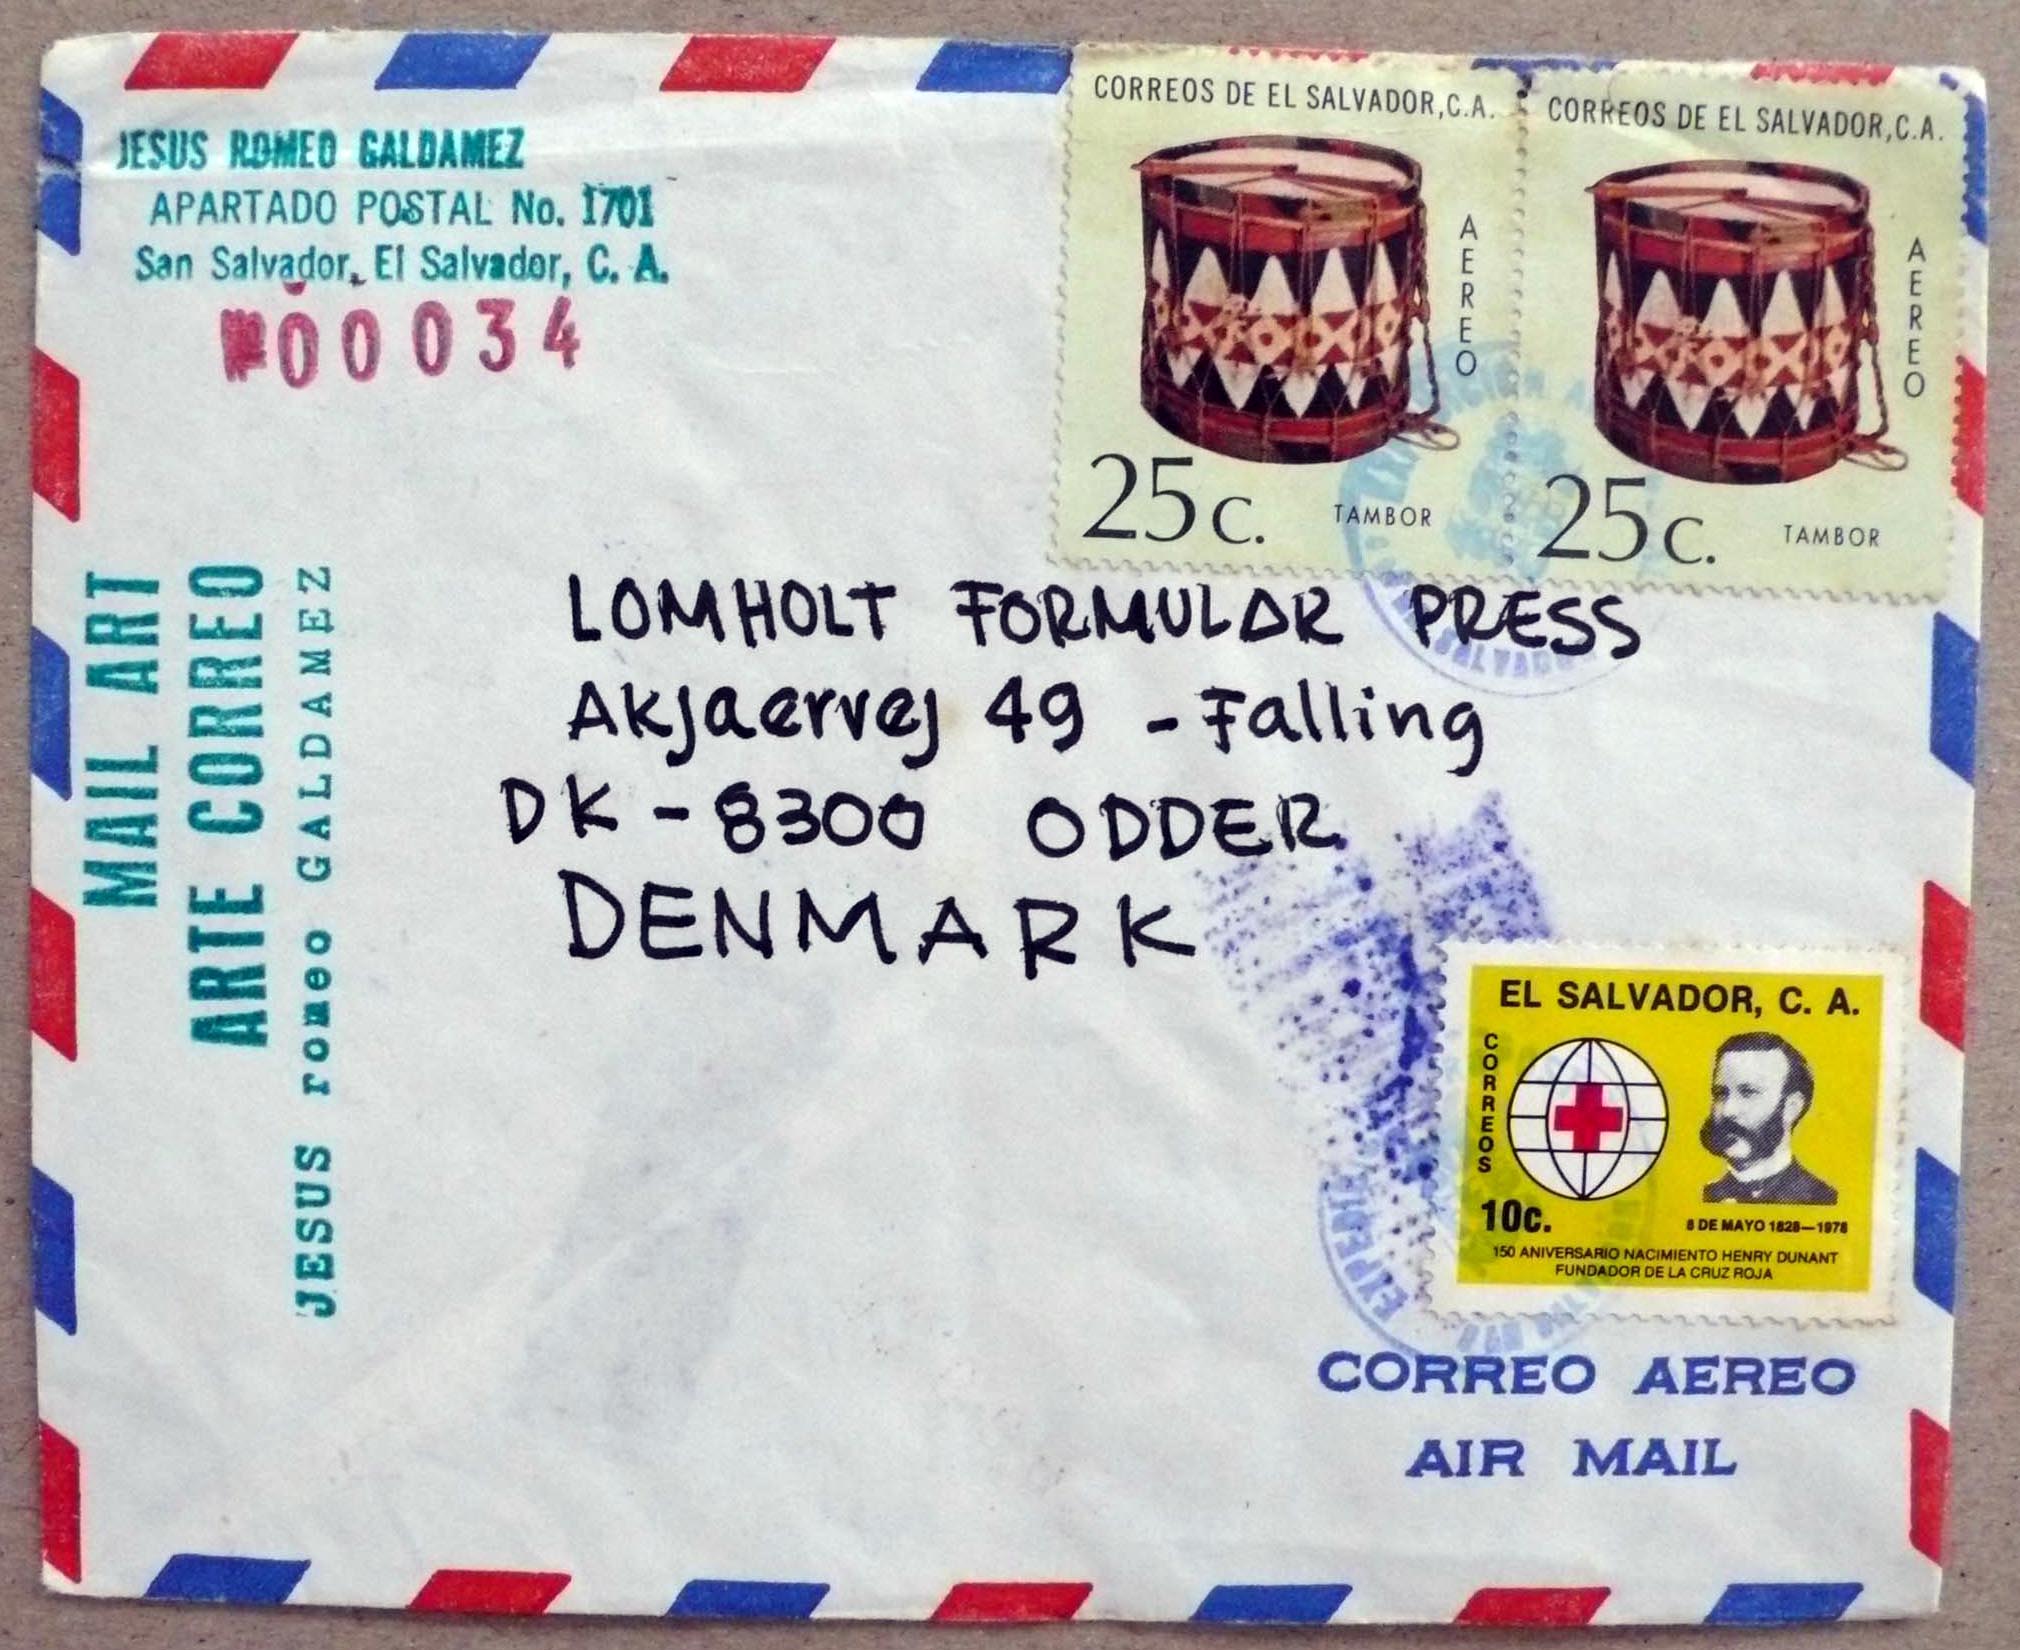 JESUS ROMEO GALDAMEZ
APARTADO POSTAL No. 1701
San Salvador, El Salvador, C. A.
00034
CORREOS DE EL SALVADOR, C.A.
AEREO
25c.
TAMBOR
CORREOS DE EL SALVADOR, C.A.
AEREO
25c.
TAMBOR
MAIL ART
ARTE CORREO
JESUS romeo GALDAMEZ
LOMHOLT FORMULAR PRESS
Akjaervej 49 - Falling
DK - 8300 ODDER
DENMARK
EL SALVADOR, C. A.
CORREOS
10c.
8 DE MAYO 1828—1978
150 ANIVERSARIO NACIMIENTO HENRY DUNANT
FUNDADOR DE LA CRUZ ROJA
CORREO AEREO
AIR MAIL